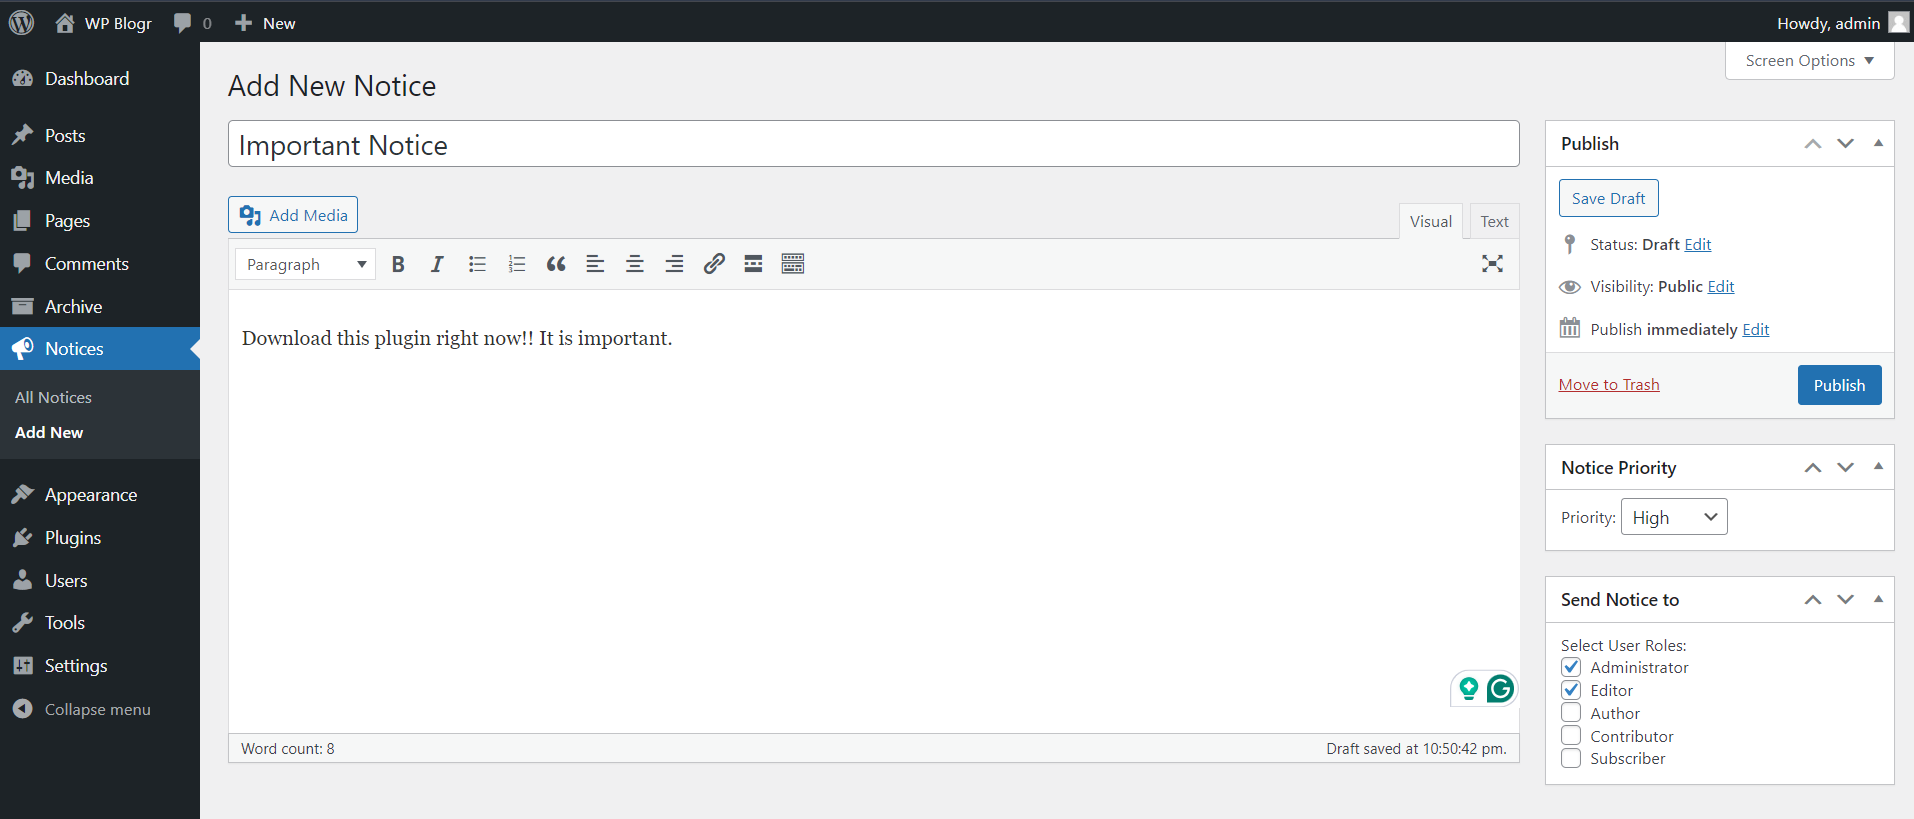 WP Blogr 0 New Howdy, admin
Dashboard
Posts
Media
Pages
Comments
Archive
Notices
All Notices
Add New
Appearance
Plugins
Users
Tools
Settings
Collapse menu
Screen Options
Add New Notice
Important Notice
Add Media
Visual Text
Paragraph B I
Download this plugin right now!! It is important.
Word count: 8 Draft saved at 10:50:42 pm.
Publish
Save Draft
Status: Draft Edit
Visibility: Public Edit
Publish immediately Edit
Move to Trash Publish
Notice Priority
Priority: High
Send Notice to
Select User Roles:
Administrator
Editor
Author
Contributor
Subscriber